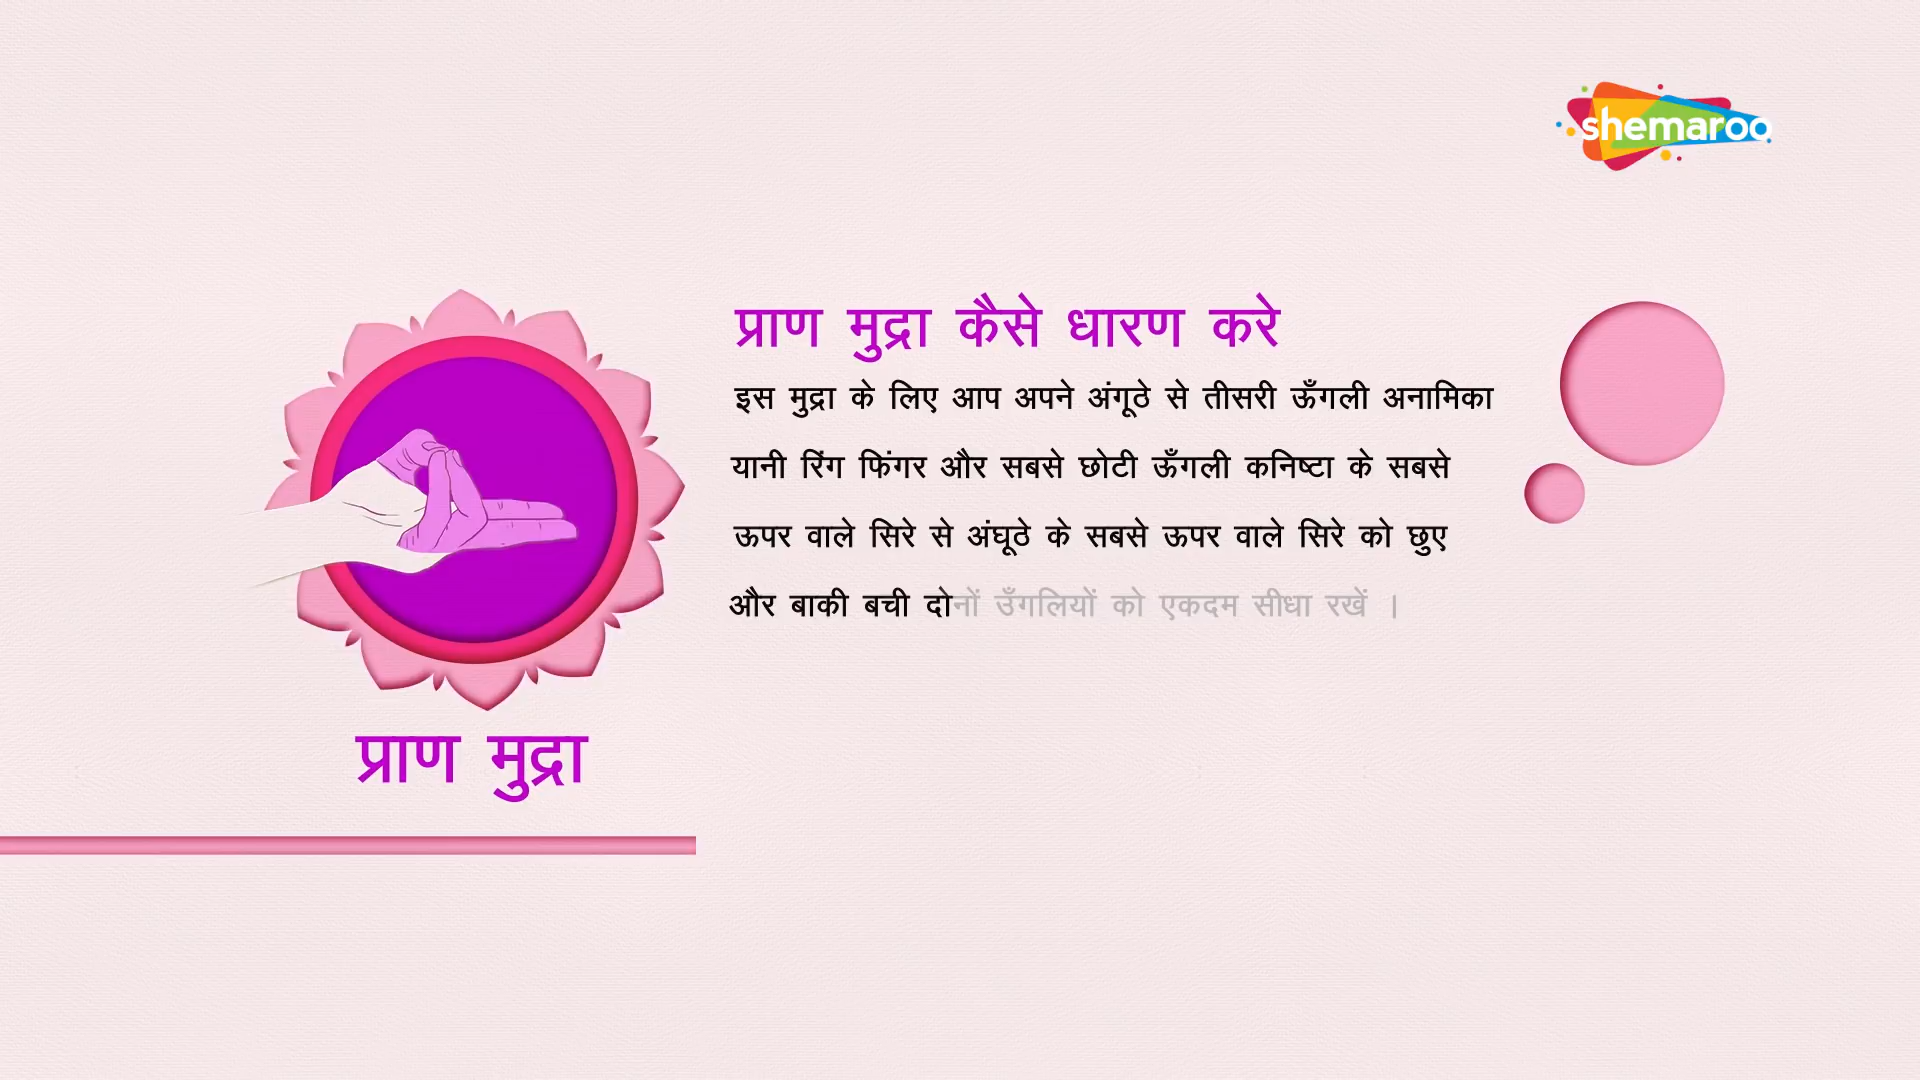 shemaroo
प्राण मुद्रा कैसे धारण करे
इस मुद्रा के लिए आप अपने अंगूठे से तीसरी ऊँगली अनामिका
यानी रिंग फिंगर और सबसे छोटी ऊँगली कनिष्टा के सबसे
ऊपर वाले सिरे से अंघूठे के सबसे ऊपर वाले सिरे को छुए
और बाकी बची दोनों उँगलियों को एकदम सीधा रखें ।
प्राण मुद्रा